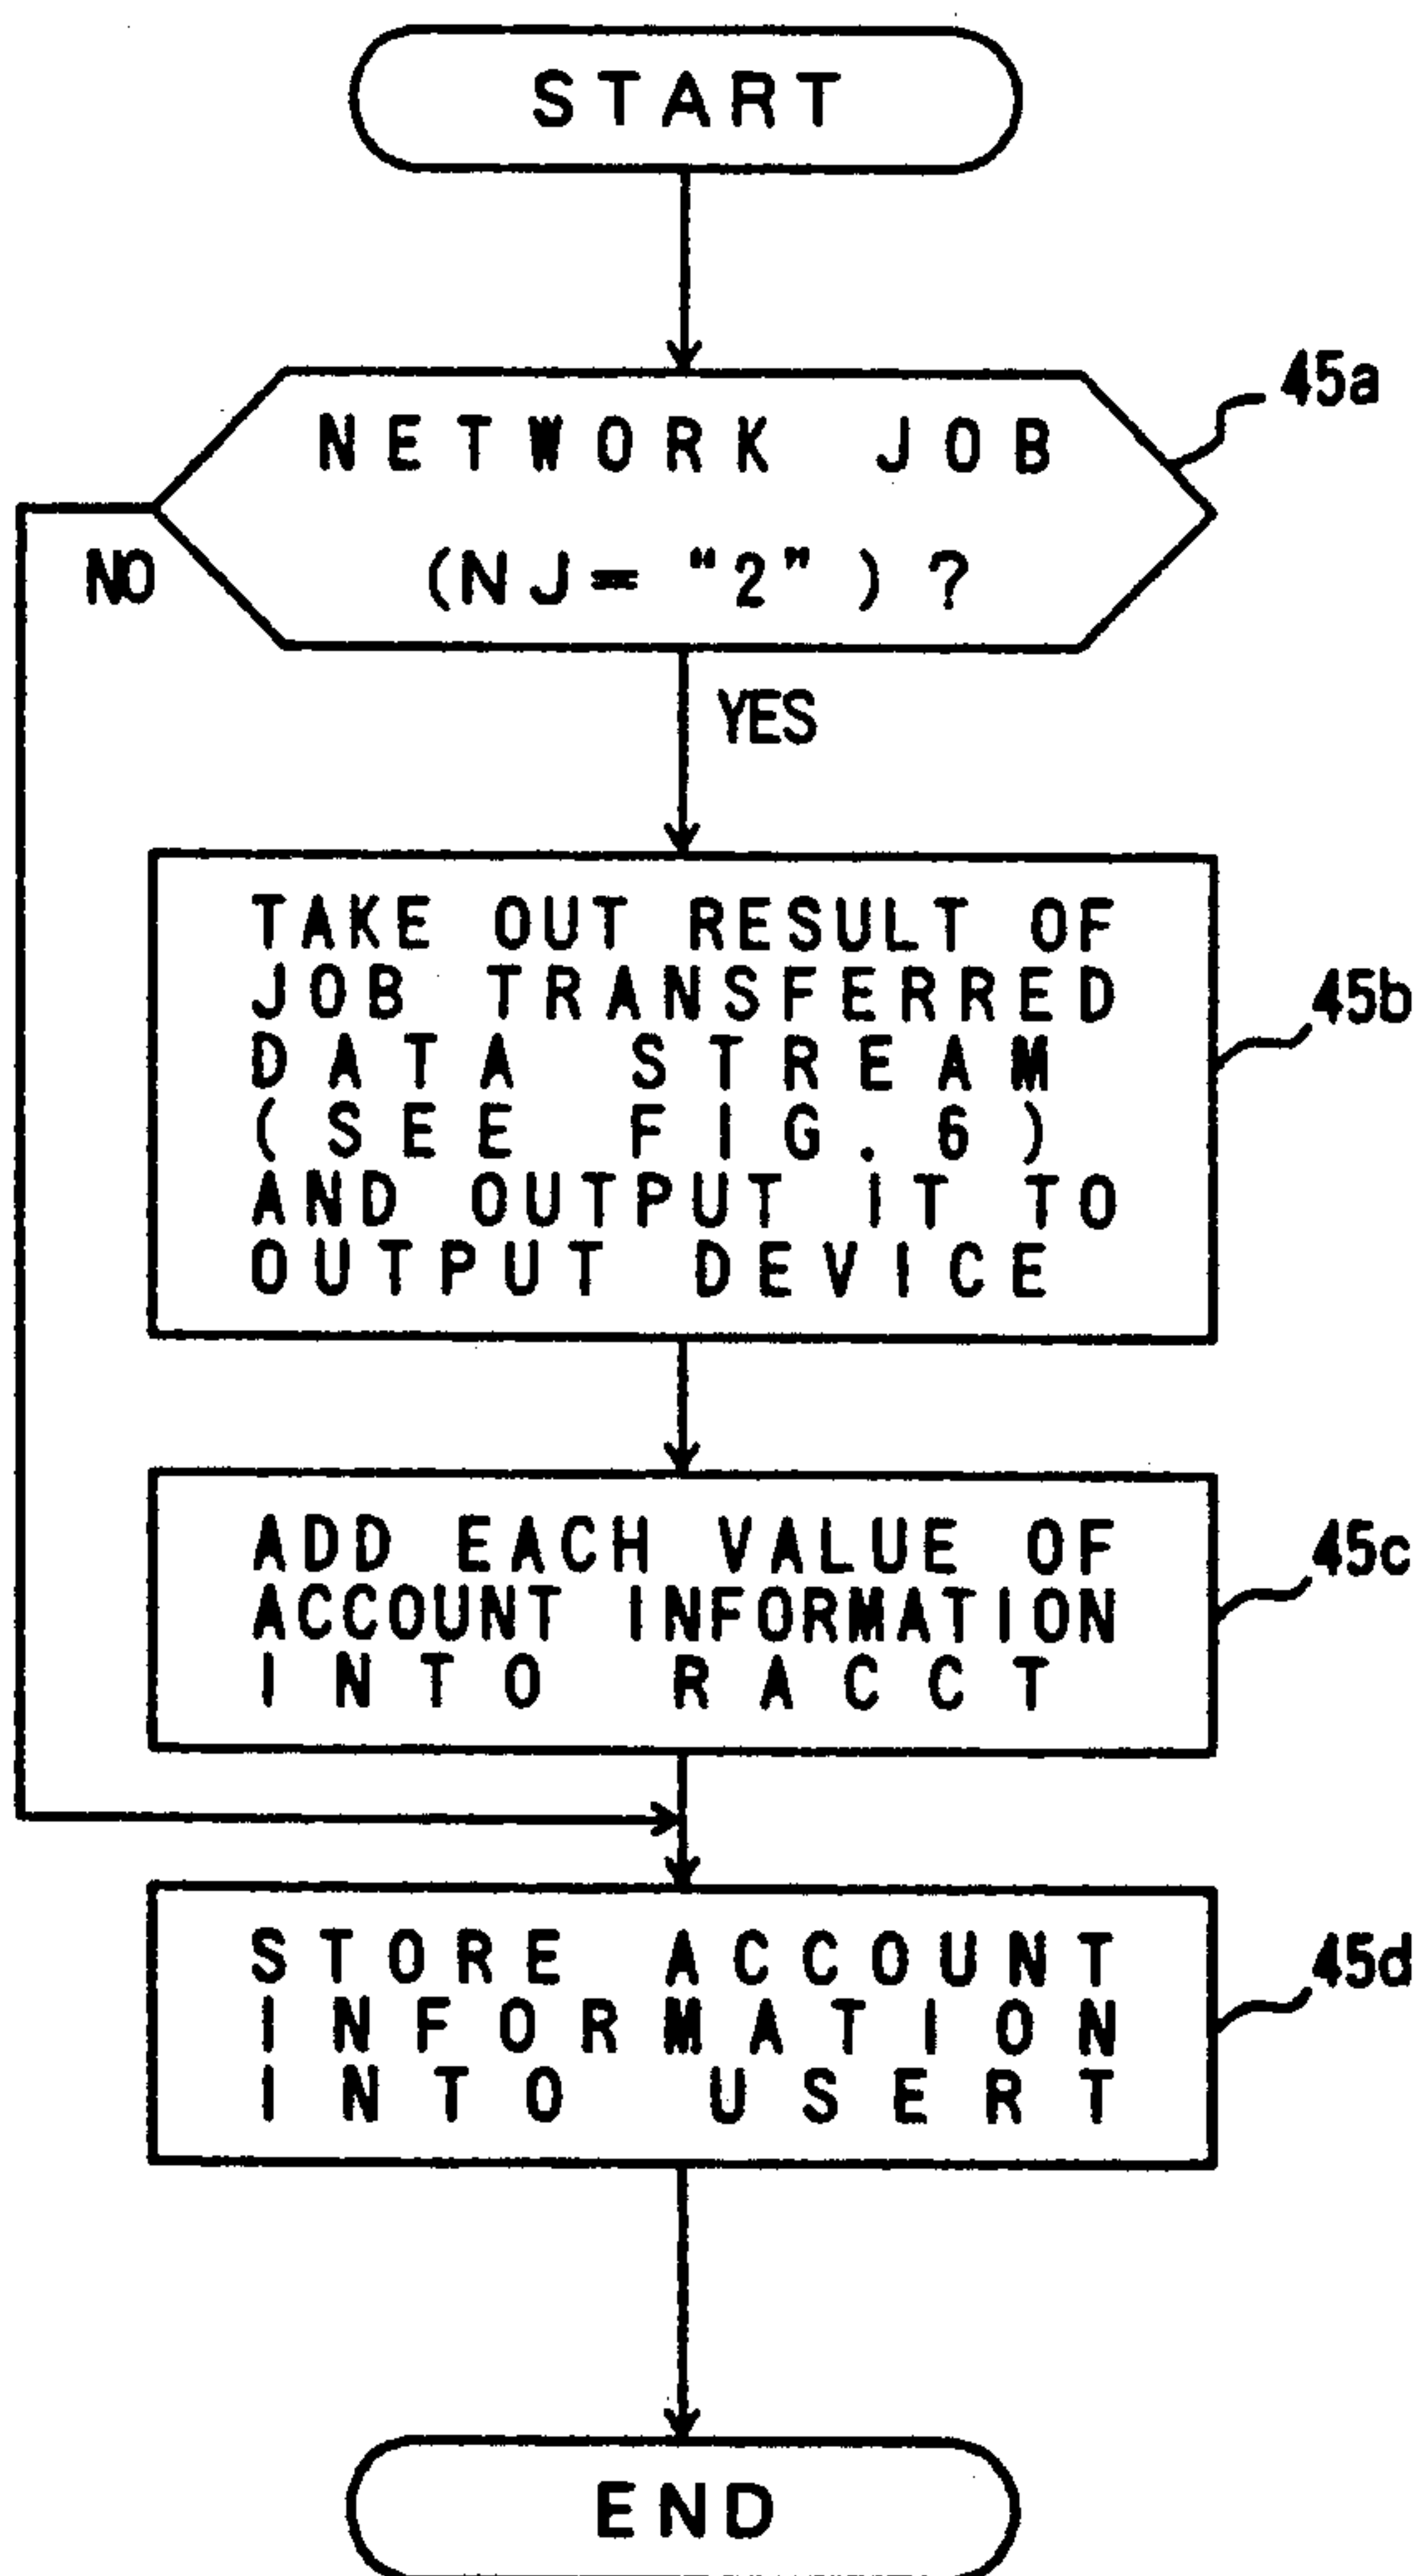 START
45a
NETWORK JOB
(NJ="2")?
NO
YES
TAKE OUT RESULT OF
JOB TRANSFERRED
DATA STREAM
(SEE FIG.6)
AND OUTPUT IT TO
OUTPUT DEVICE
45b
ADD EACH VALUE OF
ACCOUNT INFORMATION
INTO RACCT
45c
STORE ACCOUNT
INFORMATION
INTO USERT
45d
END